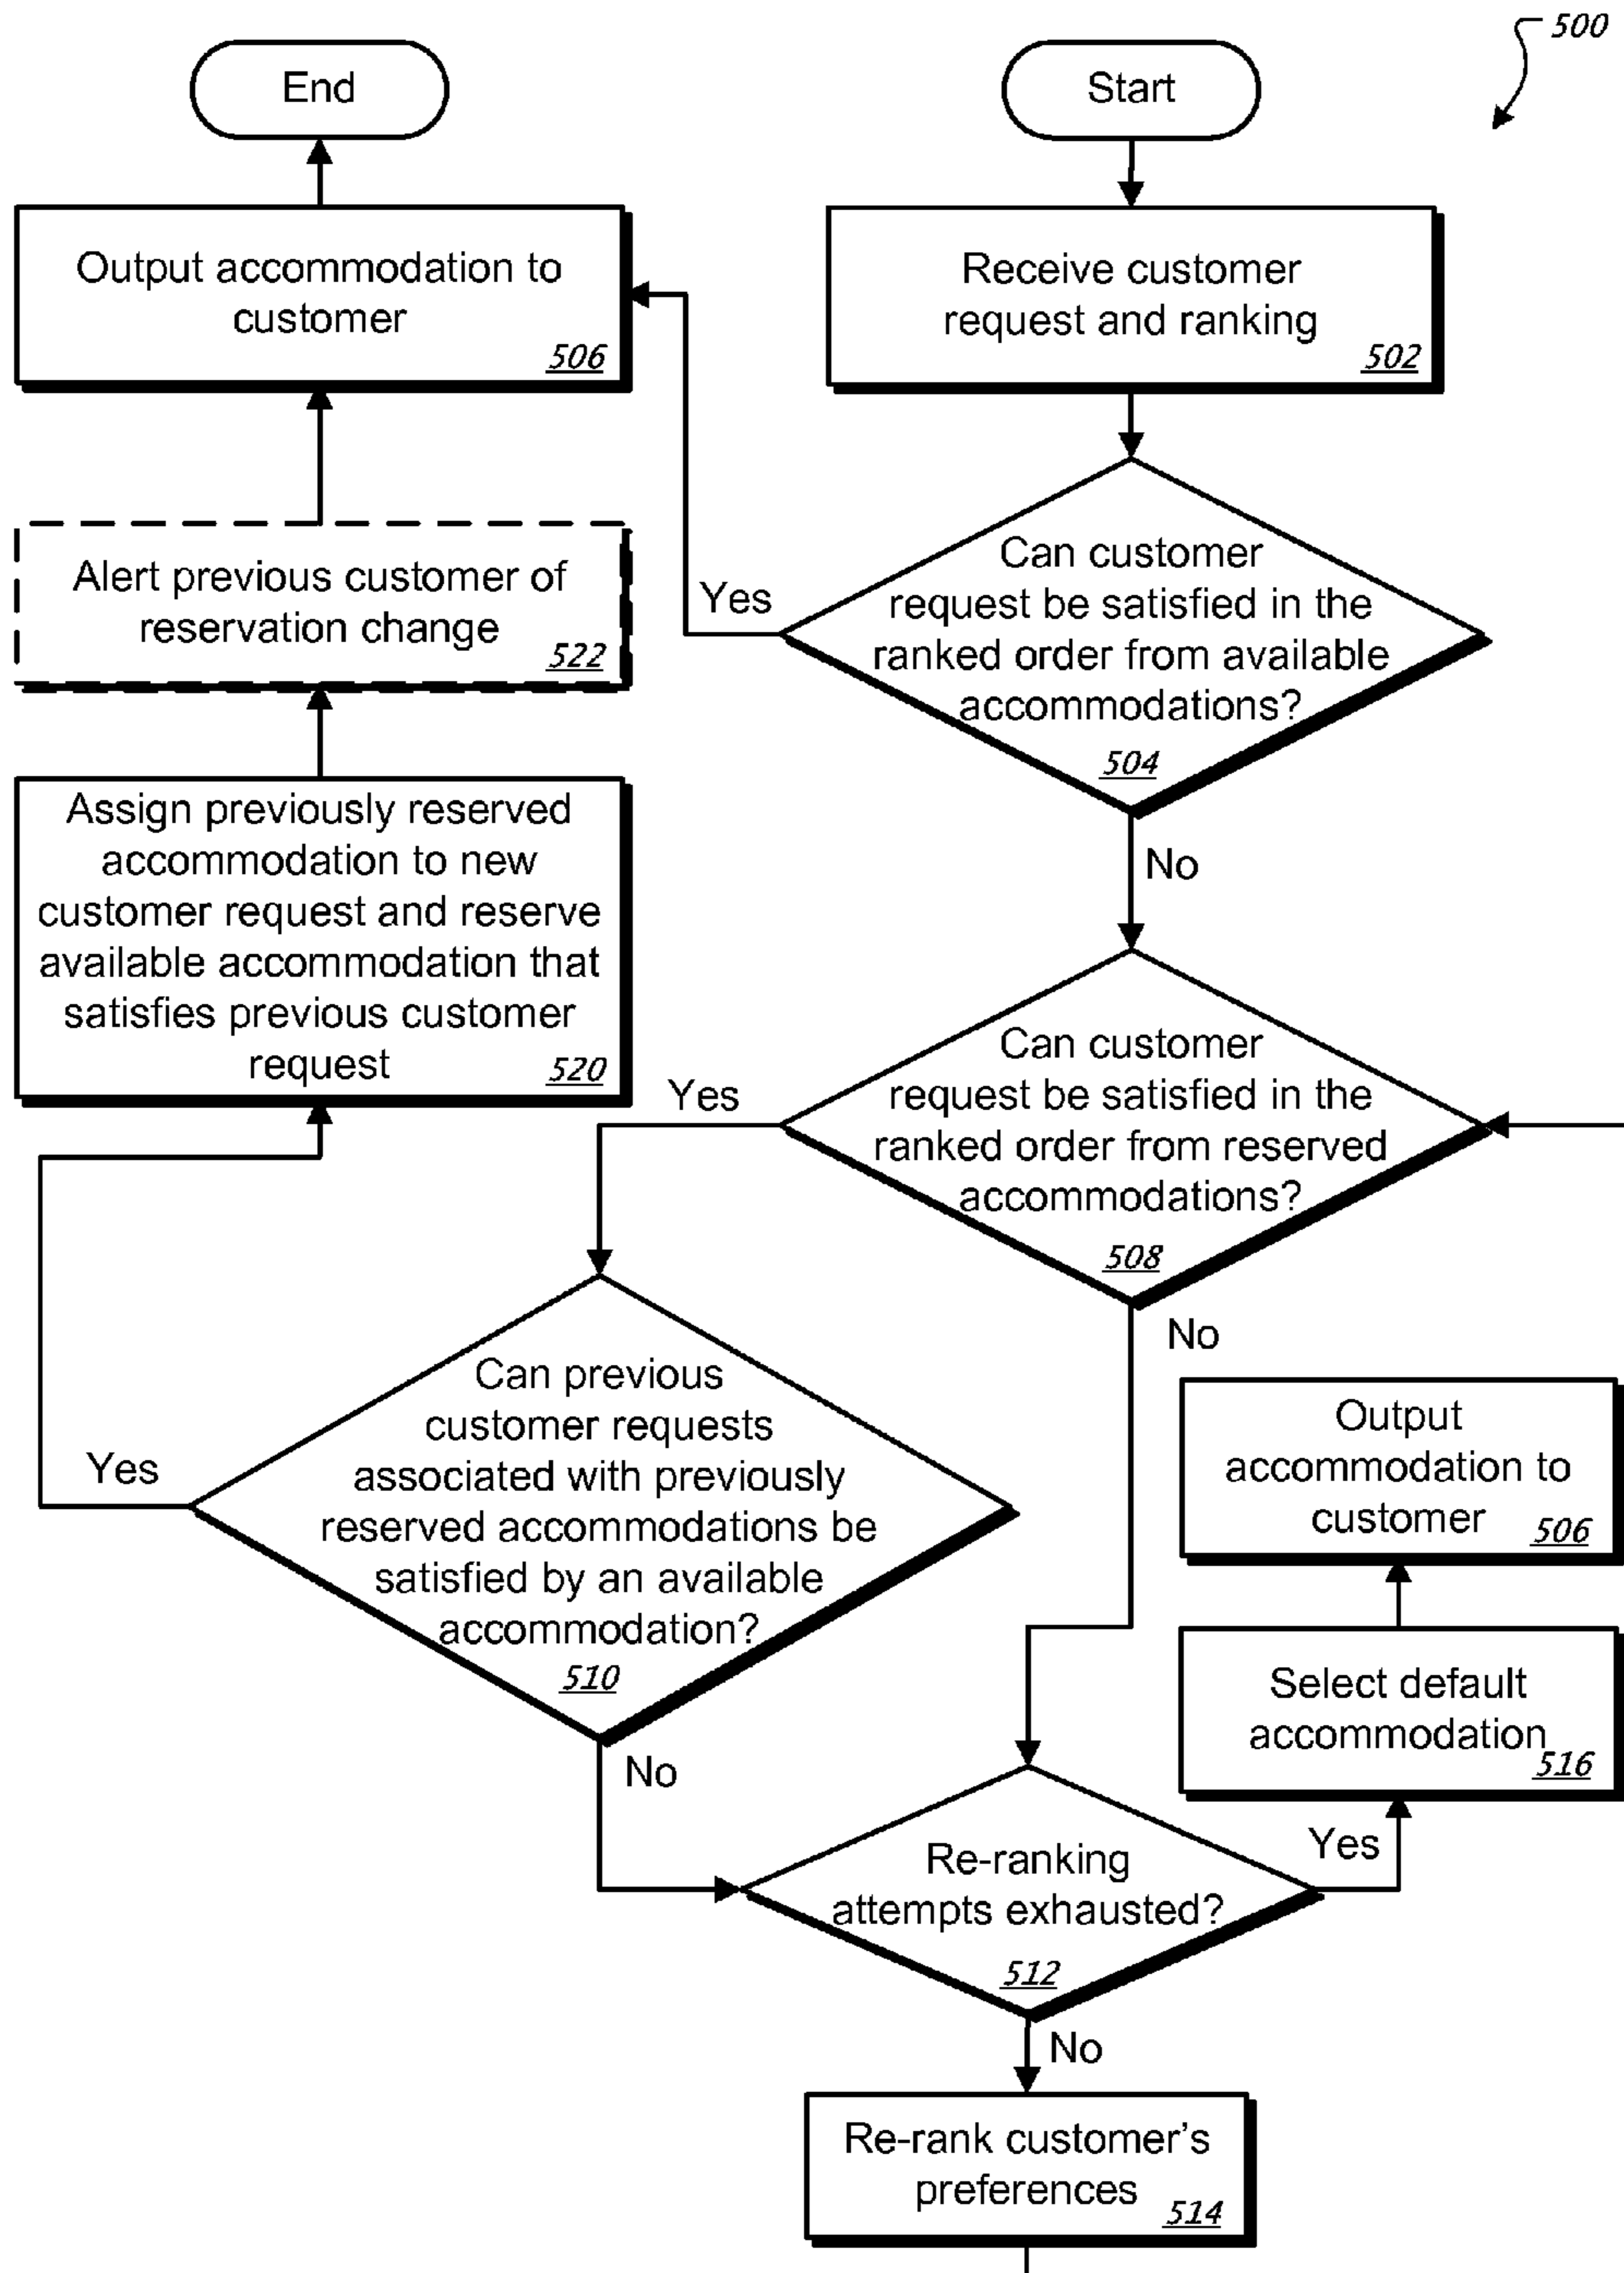 500
End
Start
Output accommodation to
customer
506
Receive customer
request and ranking
502
Can customer
request be satisfied in the
ranked order from available
accommodations?
504
Yes
No
Alert previous customer of
reservation change
522
Assign previously reserved
accommodation to new
customer request and reserve
available accommodation that
satisfies previous customer
request
520
Can customer
request be satisfied in the
ranked order from reserved
accommodations?
508
Yes
No
Can previous
customer requests
associated with previously
reserved accommodations be
satisfied by an available
accommodation?
510
Yes
No
Output
accommodation to
customer
506
Select default
accommodation
516
Re-ranking
attempts exhausted?
512
Yes
No
Re-rank customer's
preferences
514